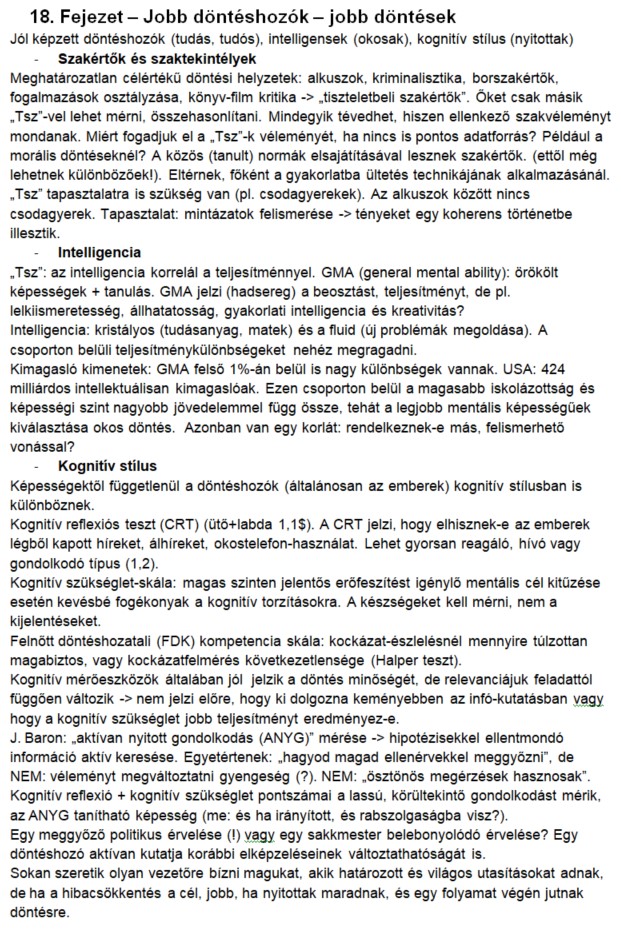 18. Fejezet – Jobb döntéshozók – jobb döntések
Jól képzett döntéshozók (tudás, tudós), intelligensek (okosak), kognitív stílus (nyitottak)
- Szakértők és szaktekintélyek
Meghatározatlan célértékű döntési helyzetek: alkuszok, kriminalisztika, borszakértők,
fogalmazások osztályzása, könyv-film kritika -> „tiszteletbeli szakértők”. Őket csak másik
„Tsz”-vel lehet mérni, összehasonlítani. Mindegyik tévedhet, hiszen ellenkező szakvéleményt
mondanak. Miért fogadjuk el a „Tsz”-k véleményét, ha nincs is pontos adatforrás? Például a
morális döntéseknél? A közös (tanult) normák elsajátításával lesznek szakértők. (ettől még
lehetnek különbözőek!). Eltérnek, főként a gyakorlatba ültetés technikájának alkalmazásánál.
„Tsz” tapasztalatra is szükség van (pl. csodagyerekek). Az alkuszok között nincs
csodagyerek. Tapasztalat: mintázatok felismerése -> tényeket egy koherens történetbe
illesztik.
- Intelligencia
„Tsz”: az intelligencia korrelál a teljesítménnyel. GMA (general mental ability): örökölt
képességek + tanulás. GMA jelzi (hadsereg) a beosztást, teljesítményt, de pl.
lelkiismeretesség, állhatatosság, gyakorlati intelligencia és kreativitás?
Intelligencia: kristályos (tudásanyag, matek) és a fluid (új problémák megoldása). A
csoporton belüli teljesítménykülönbségeket nehéz megragadni.
Kimagasló kimenetek: GMA felső 1%-án belül is nagy különbségek vannak. USA: 424
milliárdos intellektuálisan kimagaslóak. Ezen csoporton belül a magasabb iskolázottság és
képességi szint nagyobb jövedelemmel függ össze, tehát a legjobb mentális képességűek
kiválasztása okos döntés. Azonban van egy korlát: rendelkeznek-e más, felismerhető
vonással?
- Kognitív stílus
Képességektől függetlenül a döntéshozók (általánosan az emberek) kognitív stílusban is
különböznek.
Kognitív reflexiós teszt (CRT) (ütő+labda 1,1$). A CRT jelzi, hogy elhisznek-e az emberek
légből kapott híreket, álhíreket, okostelefon-használat. Lehet gyorsan reagáló, hívó vagy
gondolkodó típus (1,2).
Kognitív szükséglet-skála: magas szinten jelentős erőfeszítést igénylő mentális cél kitűzése
esetén kevésbé fogékonyak a kognitív torzításokra. A készségeket kell mérni, nem a
kijelentéseket.
Felnőtt döntéshozatali (FDK) kompetencia skála: kockázat-észlelésnél mennyire túlzottan
magabiztos, vagy kockázatfelmérés következetlensége (Halper teszt).
Kognitív mérőeszközök általában jól jelzik a döntés minőségét, de relevanciájuk feladattól
függően változik -> nem jelzi előre, hogy ki dolgozna keményebben az infó-kutatásban vagy
hogy a kognitív szükséglet jobb teljesítményt eredményez-e.
J. Baron: „aktívan nyitott gondolkodás (ANYG)” mérése -> hipotézisekkel ellentmondó
információ aktív keresése. Egyetértenek: „hagyod magad ellenérvekkel meggyőzni”, de
NEM: véleményt megváltoztatni gyengeség (?). NEM: „ösztönös megérzések hasznosak”.
Kognitív reflexió + kognitív szükséglet pontszámai a lassú, körültekintő gondolkodást mérik,
az ANYG tanítható képesség (me: és ha irányított, és rabszolgaságba visz?).
Egy meggyőző politikus érvelése (!) vagy egy sakkmester belebonyolódó érvelése? Egy
döntéshozó aktívan kutatja korábbi elképzeléseinek változtathatóságát is.
Sokan szeretik olyan vezetőre bízni magukat, akik határozott és világos utasításokat adnak,
de ha a hibacsökkentés a cél, jobb, ha nyitottak maradnak, és egy folyamat végén jutnak
döntésre.